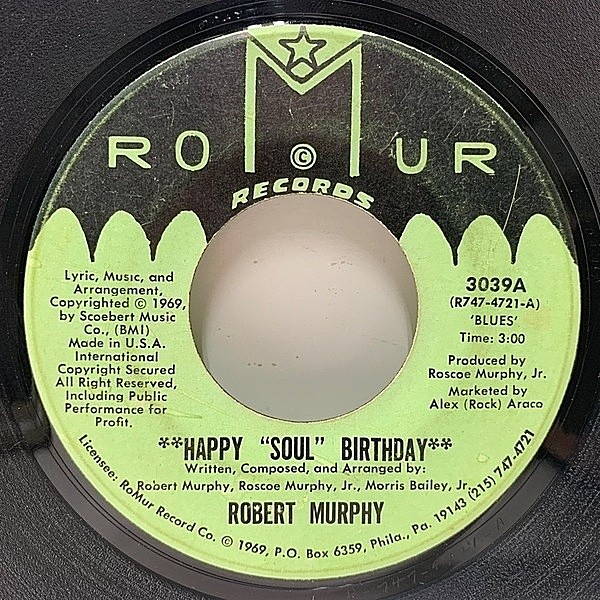 ROMUR
©
RECORDS
Lyric, Music, and
Arrangement,
Copyrighted © 1969,
by Scoebert Music
Co., (BMI)
Made in U.S.A.
International
Copyright Secured
All Right Reserved,
Including Public
Performance for
Profit.
3039A
(R747-4721-A)
'BLUES'
Time: 3:00
Produced by
Roscoe Murphy, Jr.
Marketed by
Alex (Rock) Araco
**HAPPY "SOUL" BIRTHDAY**
Written, Composed, and Arranged by:
Robert Murphy, Roscoe Murphy, Jr., Morris Bailey, Jr.
ROBERT MURPHY
Licensee: RoMur Record Co. © 1969, P.O. Box 6359, Phila., Pa. 19143 (215) 747-4721